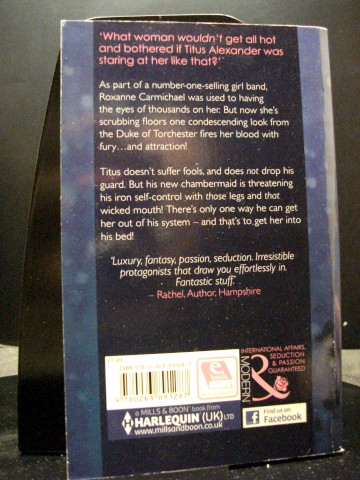 'What woman wouldn't get all hot
and bothered if Titus Alexander was
staring at her like that?'
As part of a number-one-selling girl band,
Roxanne Carmichael was used to having
the eyes of thousands on her. But now she's
scrubbing floors one condescending look from
the Duke of Torchester fires her blood with
fury…and attraction!
Titus doesn't suffer fools, and does not drop his
guard. But his new chambermaid is threatening
his iron self-control with those legs and that
wicked mouth! There's only one way he can get
her out of his system – and that's to get her into
his bed!
'Luxury, fantasy, passion, seduction. Irresistible
protagonists that draw you effortlessly in.
Fantastic stuff.'
– Rachel, Author, Hampshire
INTERNATIONAL AFFAIRS,
SEDUCTION
& PASSION
GUARANTEED
MODERN
9 780263 891287
a MILLS & BOON book from
HARLEQUIN (UK) LTD
www.millsandboon.co.uk
Find us on
Facebook